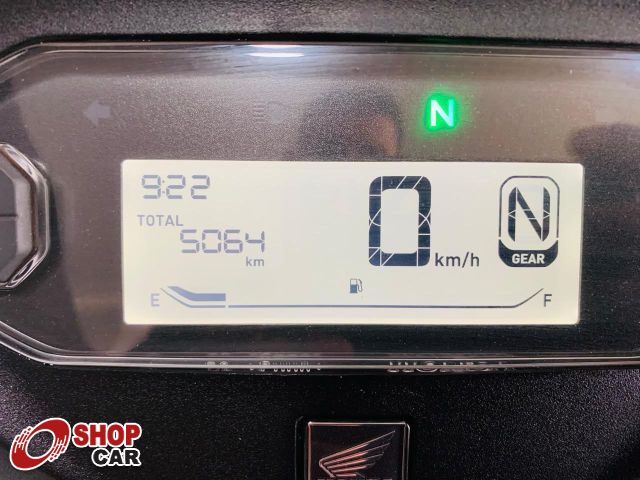 N
9:22
TOTAL
5064
km
0 km/h
N
GEAR
E F
SHOP
CAR